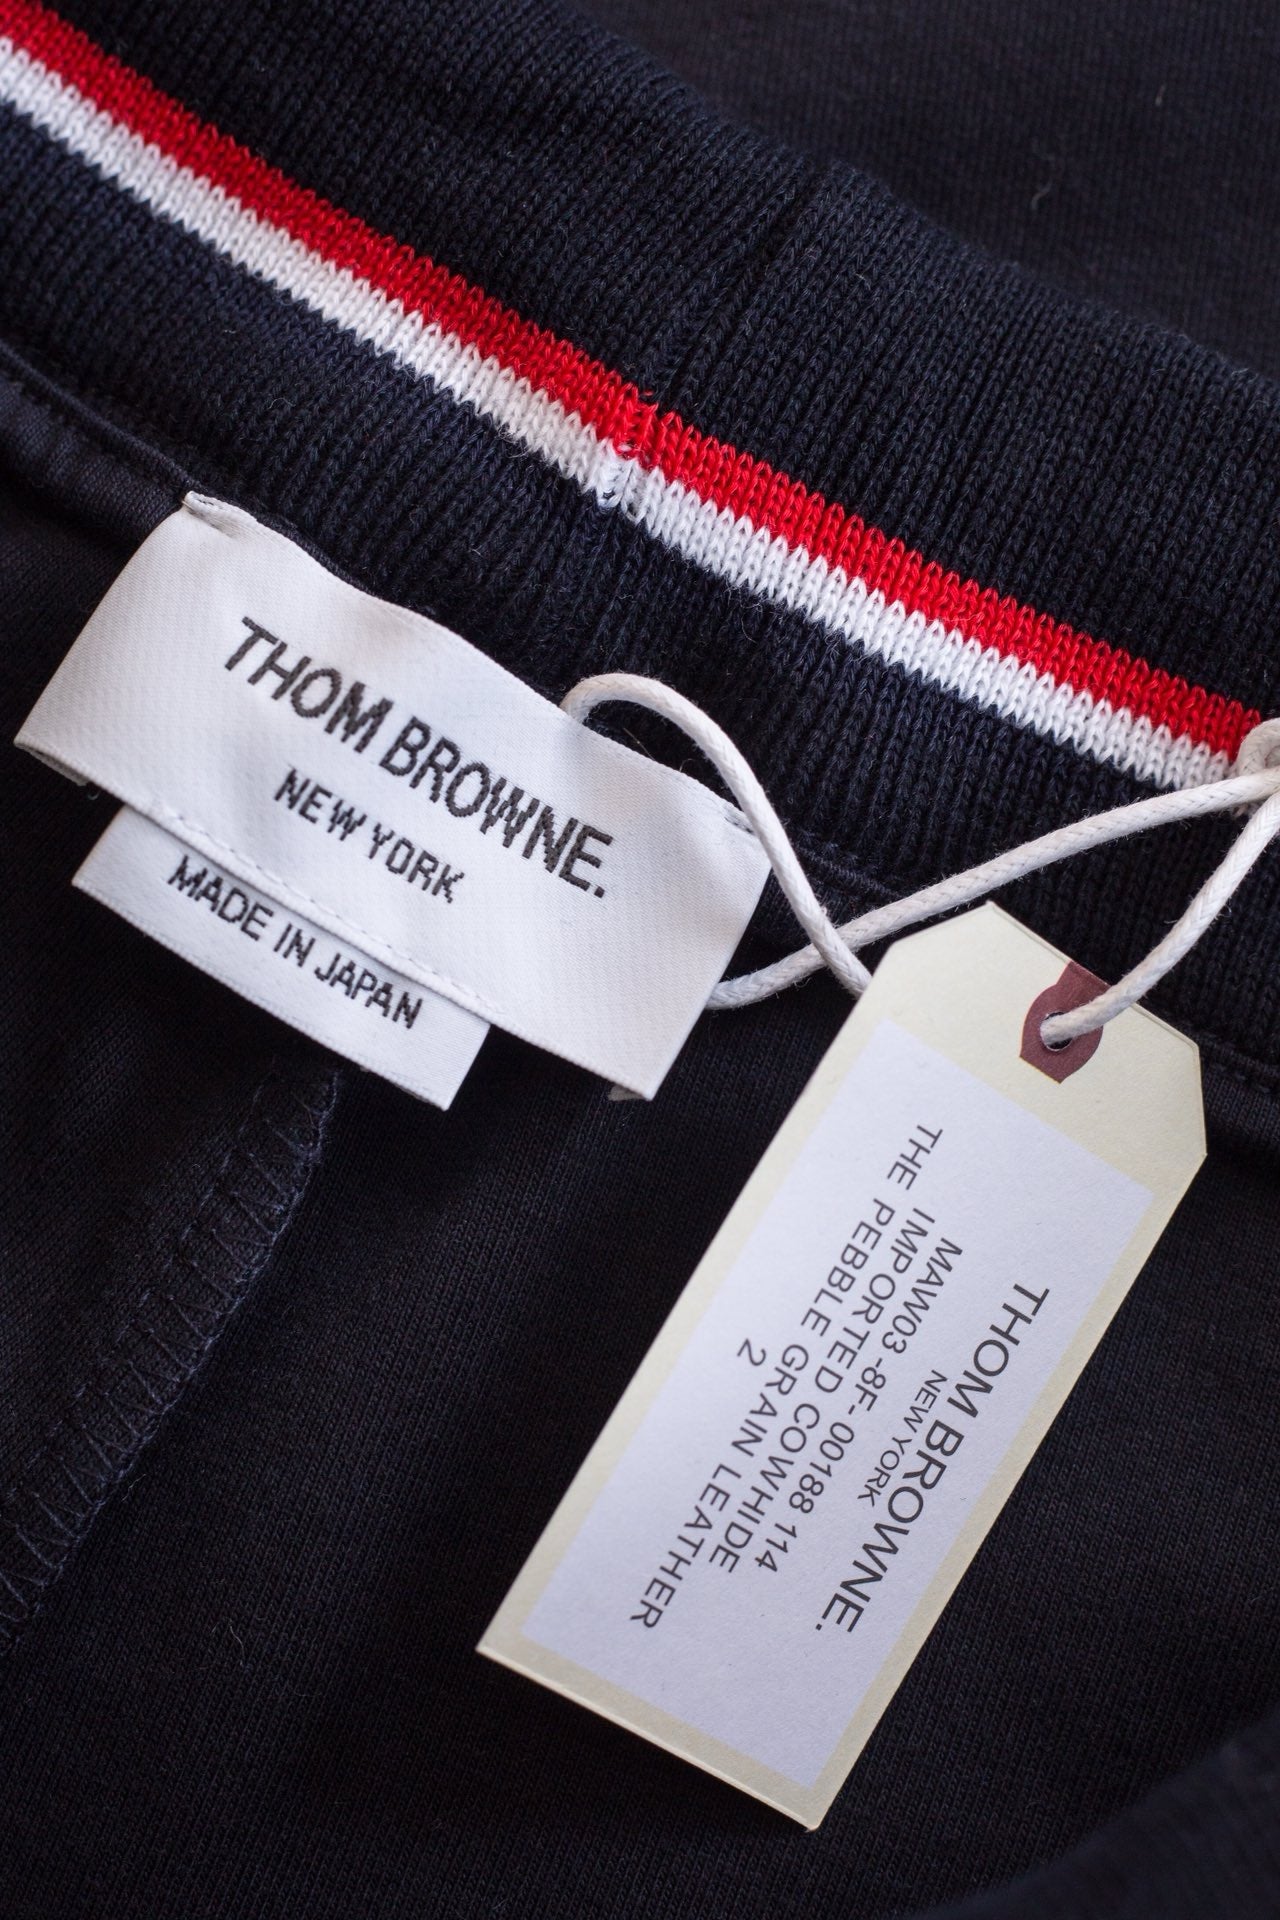 THOM BROWNE.
NEW YORK
MADE IN JAPAN
THOM BROWNE.
NEW YORK
MAW03 -8F- 00188 114
IMPORTED COWHIDE
THE PEBBLE GRAIN LEATHER
2